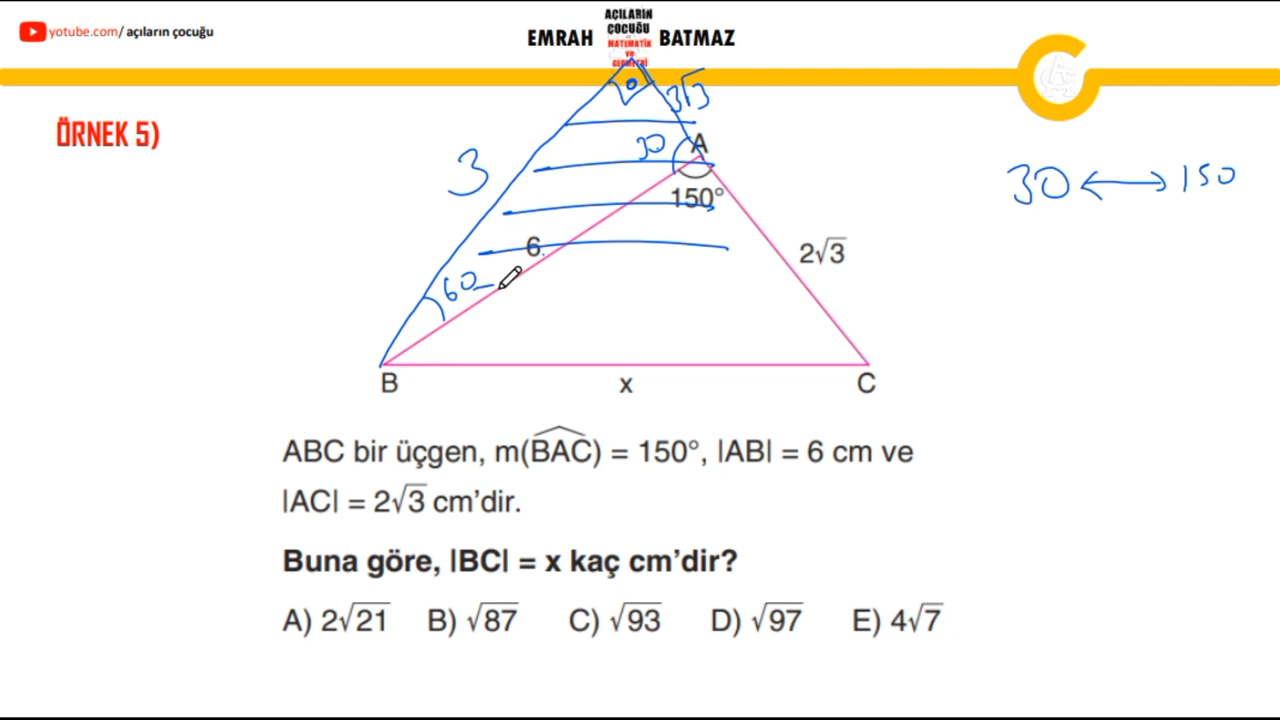 yotube.com/ açıların çocuğu
EMRAH
AÇILARIN
ÇOCUĞU
MATEMATİK
ve
GEOMETRİ
BATMAZ
ÖRNEK 5)
3√3
3
30
A
150°
30 ↔ 150
6
2√3
60
B
x
C
ABC bir üçgen, m(BAC) = 150°, |AB| = 6 cm ve
|AC| = 2√3 cm’dir.
Buna göre, |BC| = x kaç cm’dir?
A) 2√21 B) √87 C) √93 D) √97 E) 4√7